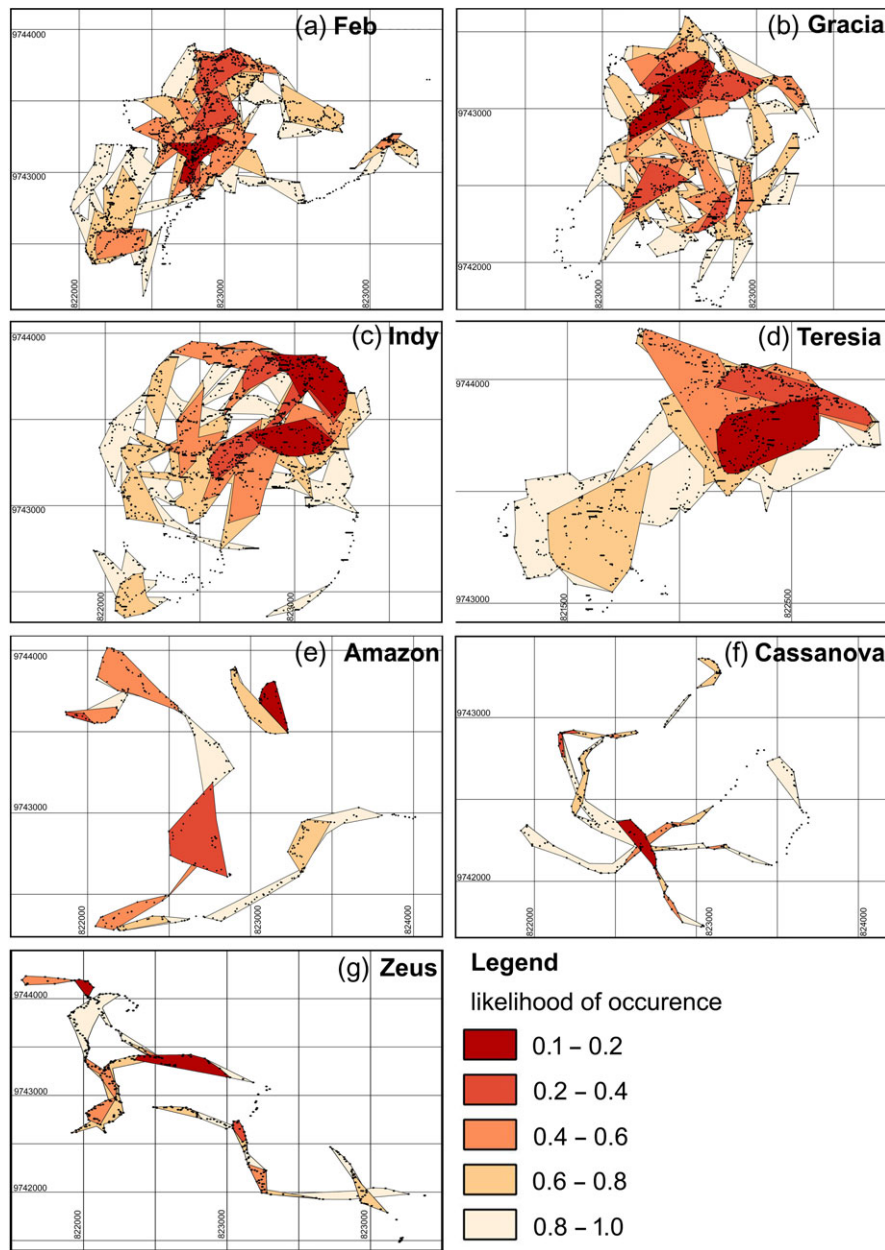 (a) Feb
9744000
9743000
822000
823000
823000
(b) Gracia
9743000
9742000
823000
823000
(c) Indy
9744000
9743000
822000
823000
(d) Teresia
9744000
9743000
821500
822500
(e) Amazon
9744000
9743000
822000
823000
824000
(f) Cassanova
9743000
9742000
822000
823000
824000
(g) Zeus
9744000
9743000
9742000
822000
823000
823000
Legend
likelihood of occurence
0.1 – 0.2
0.2 – 0.4
0.4 – 0.6
0.6 – 0.8
0.8 – 1.0